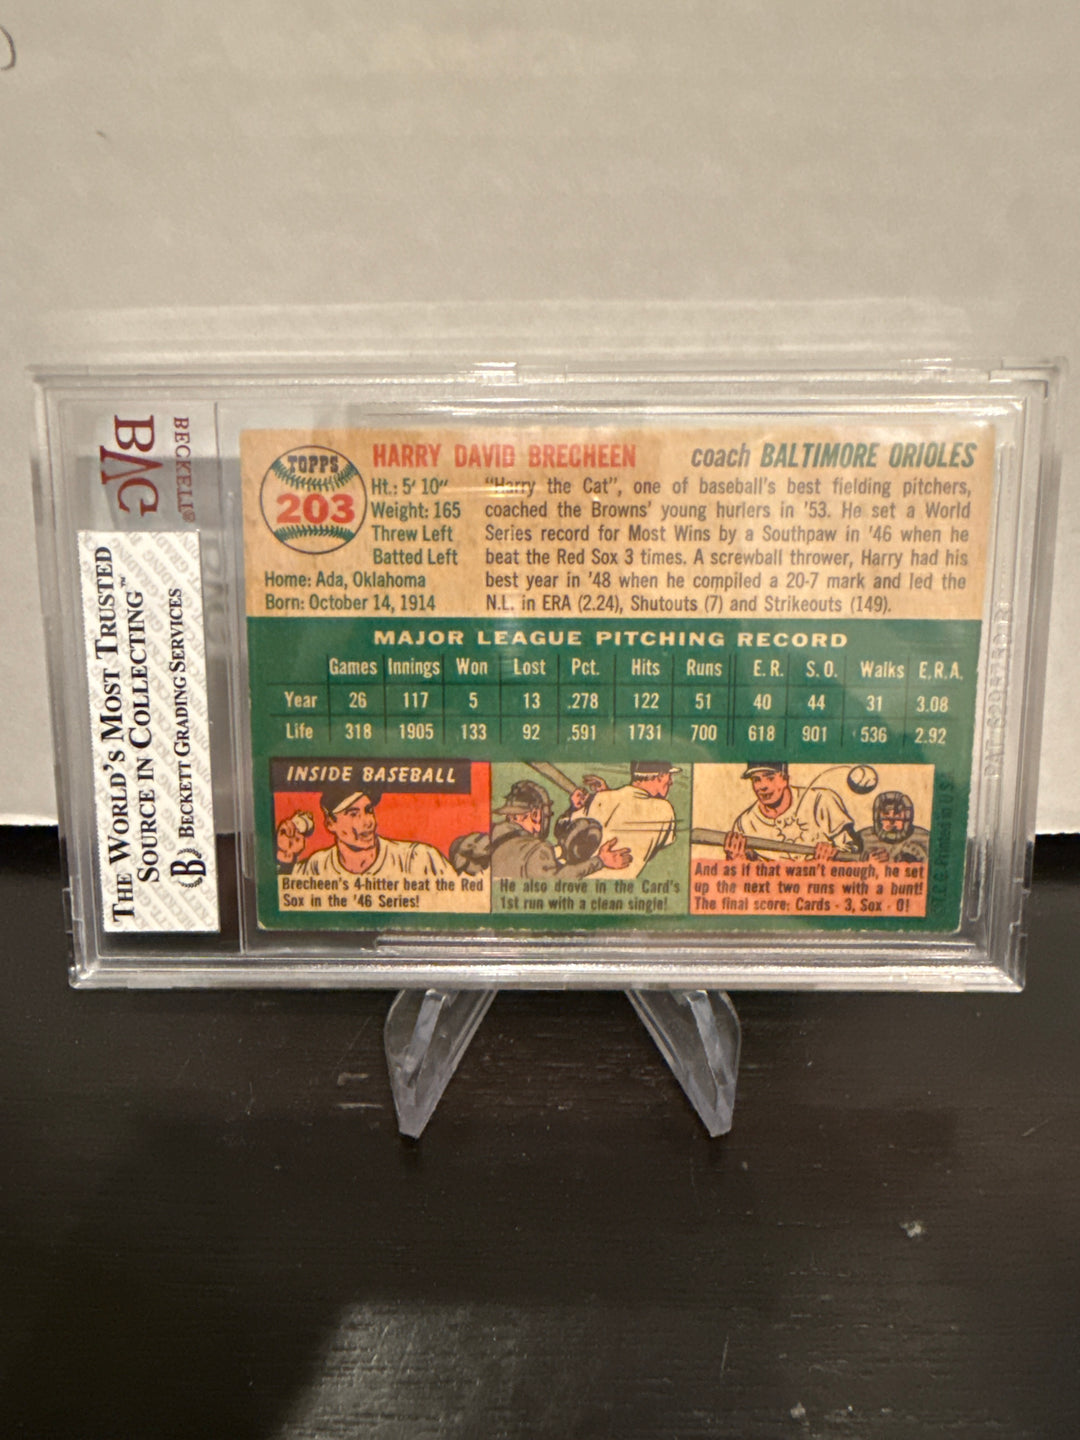 BECKETT®
THE WORLD'S MOST TRUSTED
SOURCE IN COLLECTING™
BECKETT GRADING SERVICES
TOPPS
203
HARRY DAVID BRECHEEN
coach BALTIMORE ORIOLES
Ht.: 5' 10"
Weight: 165
Threw Left
Batted Left
Home: Ada, Oklahoma
Born: October 14, 1914
"Harry the Cat", one of baseball's best fielding pitchers,
coached the Browns' young hurlers in '53. He set a World
Series record for Most Wins by a Southpaw in '46 when he
beat the Red Sox 3 times. A screwball thrower, Harry had his
best year in '48 when he compiled a 20-7 mark and led the
N.L. in ERA (2.24), Shutouts (7) and Strikeouts (149).
MAJOR LEAGUE PITCHING RECORD
Games Innings Won Lost Pct. Hits Runs E. R. S. O. Walks E.R.A.
Year 26 117 5 13 .278 122 51 40 44 31 3.08
Life 318 1905 133 92 .591 1731 700 618 901 536 2.92
INSIDE BASEBALL
Brecheen's 4-hitter beat the Red
Sox in the '46 Series!
He also drove in the Card's
1st run with a clean single!
And as if that wasn't enough, he set
up the next two runs with a bunt!
The final score: Cards - 3, Sox - 0!
T.C.G. Printed in U.S.